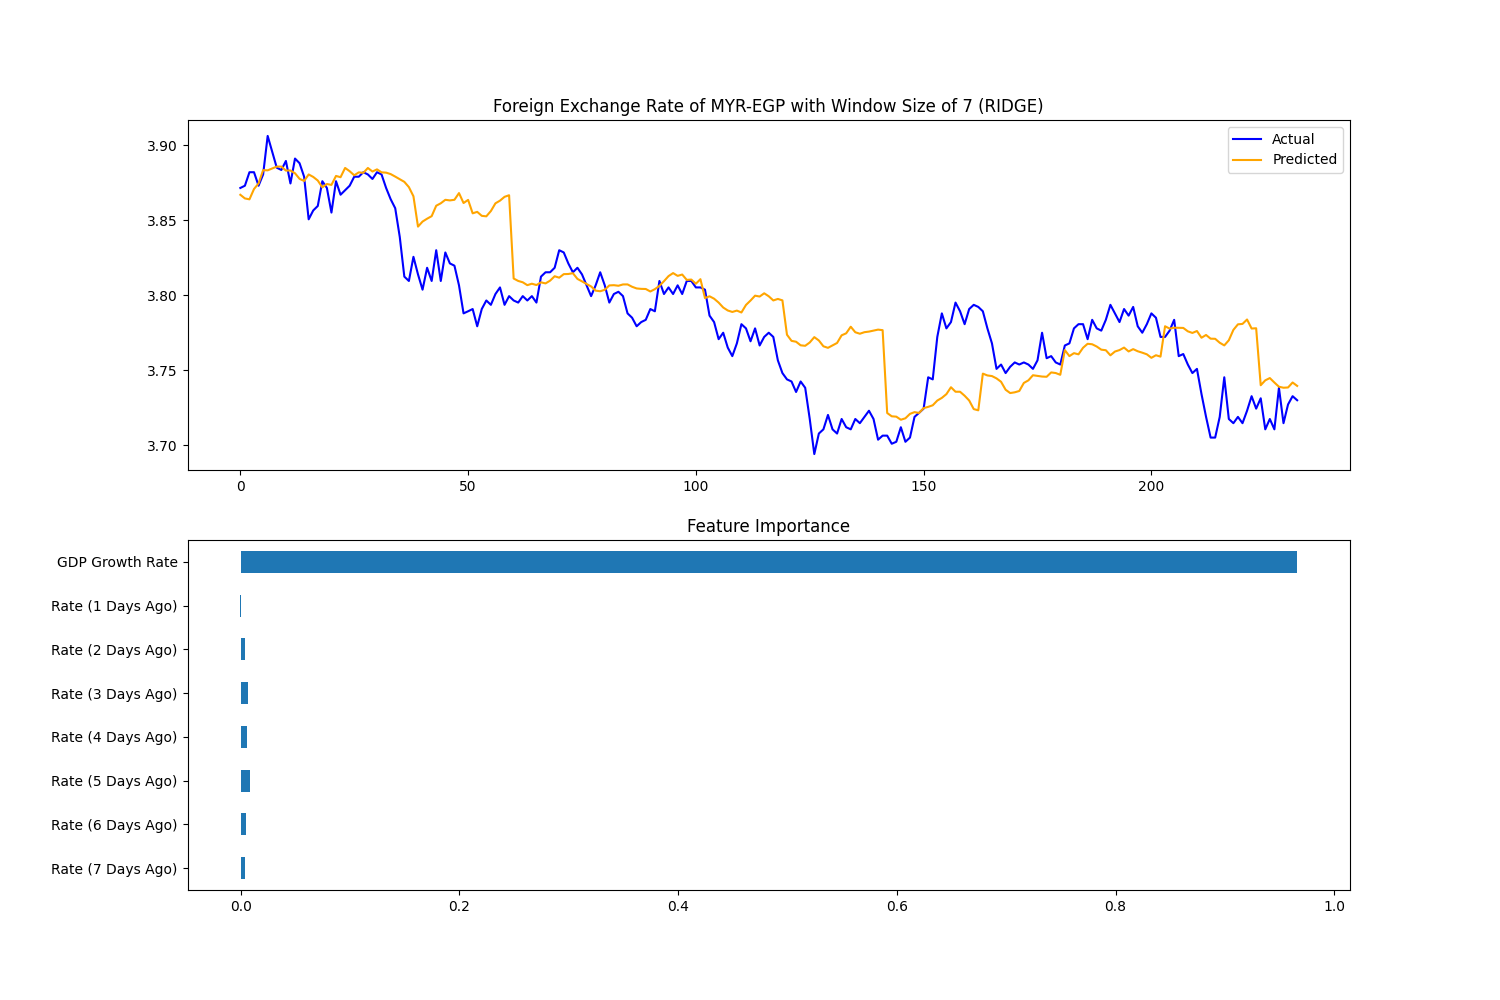 Foreign Exchange Rate of MYR-EGP with Window Size of 7 (RIDGE)
Actual
Predicted
3.90
3.85
3.80
3.75
3.70
0 50 100 150 200
Feature Importance
GDP Growth Rate
Rate (1 Days Ago)
Rate (2 Days Ago)
Rate (3 Days Ago)
Rate (4 Days Ago)
Rate (5 Days Ago)
Rate (6 Days Ago)
Rate (7 Days Ago)
0.0 0.2 0.4 0.6 0.8 1.0